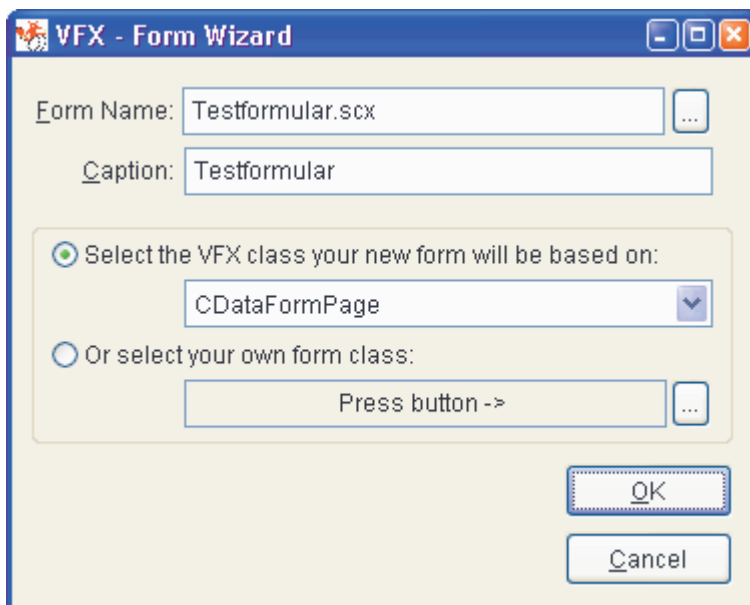 VFX - Form Wizard
Form Name: Testformular.scx ...
Caption: Testformular
Select the VFX class your new form will be based on:
CDataFormPage
Or select your own form class:
Press button -> ...
OK
Cancel